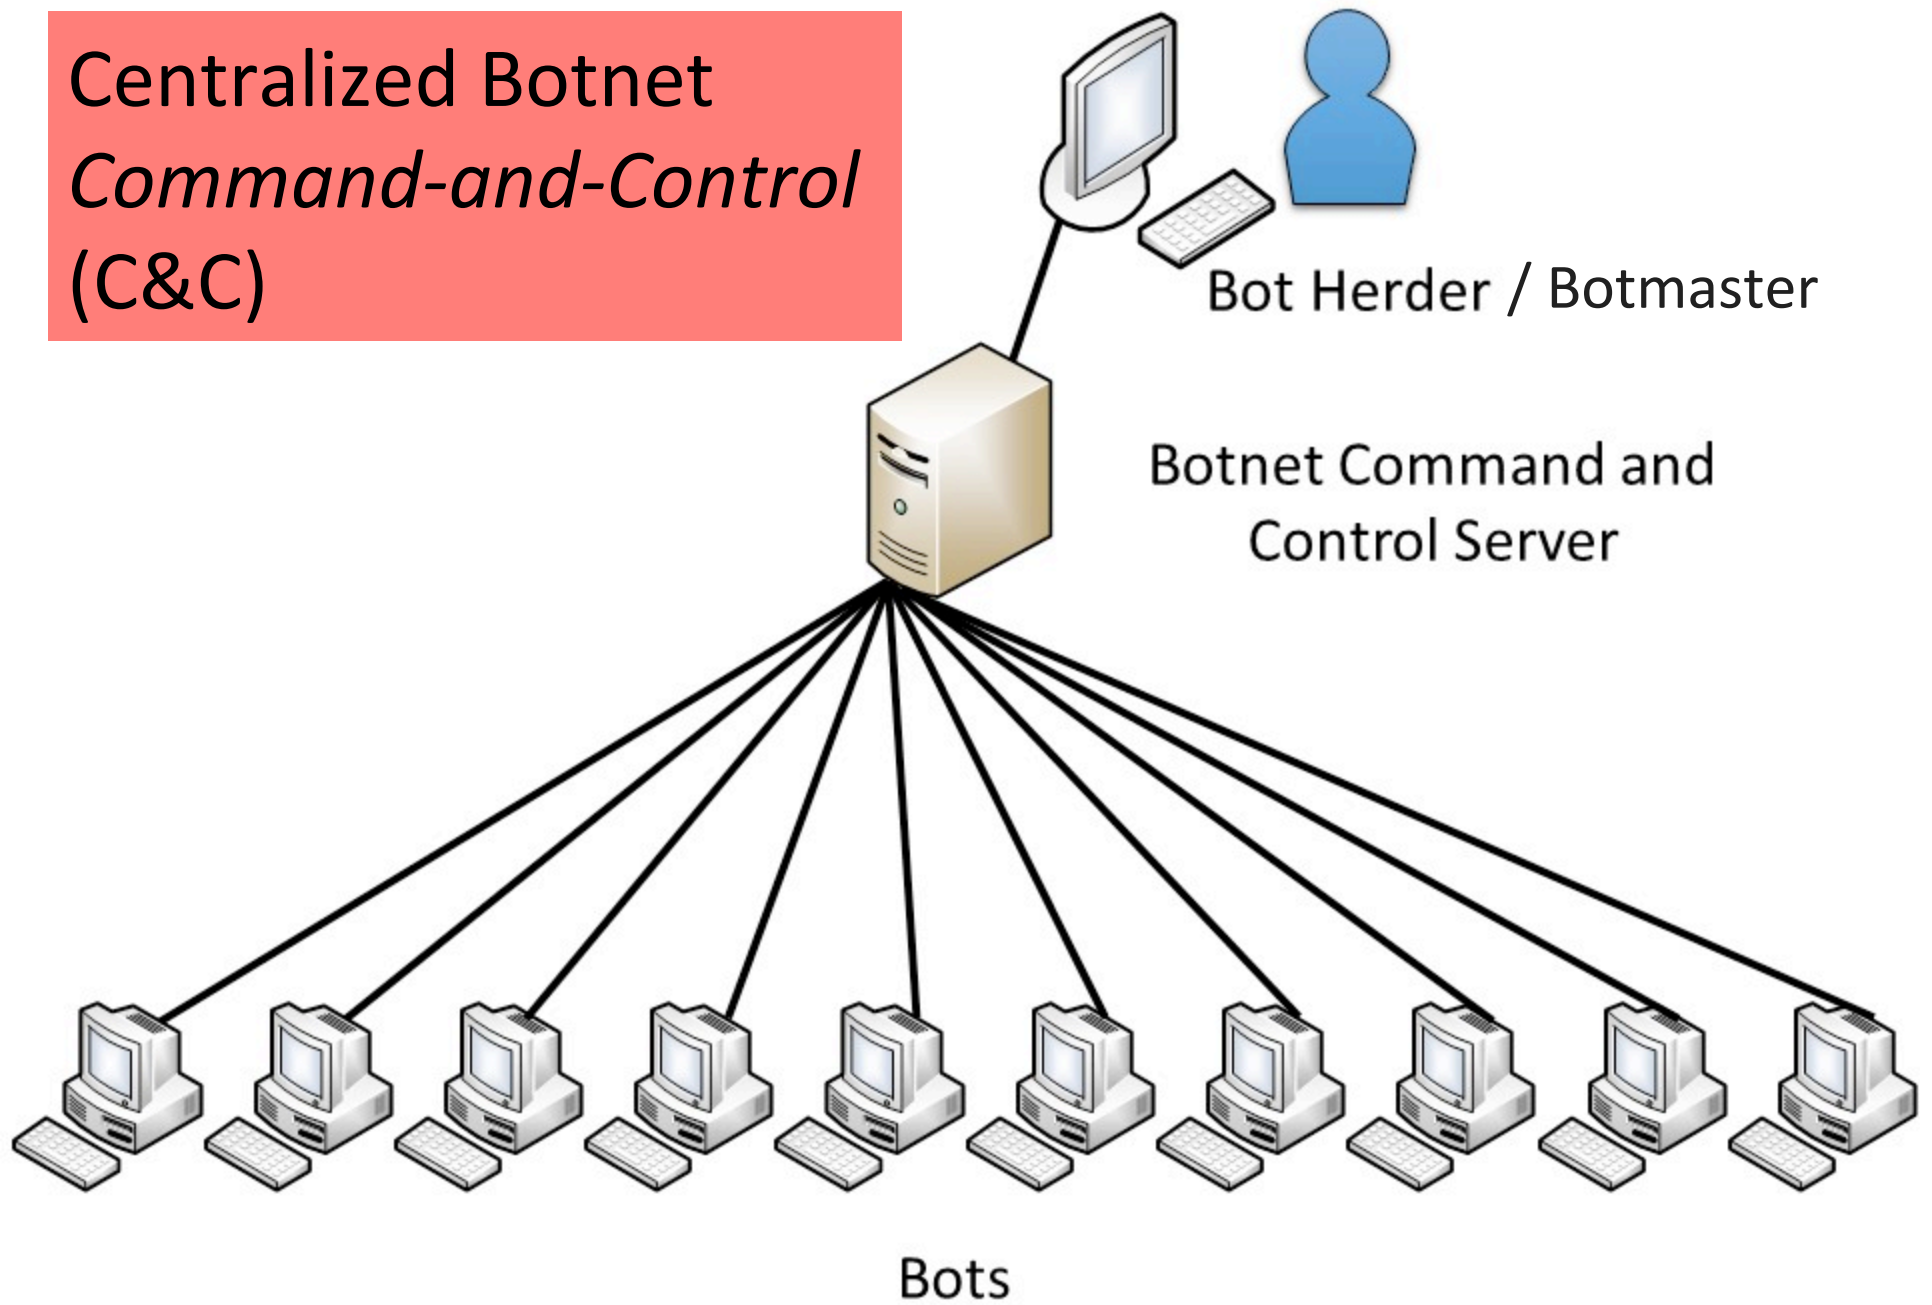 Centralized Botnet
Command-and-Control
(C&C)
Bot Herder / Botmaster
Botnet Command and
Control Server
Bots